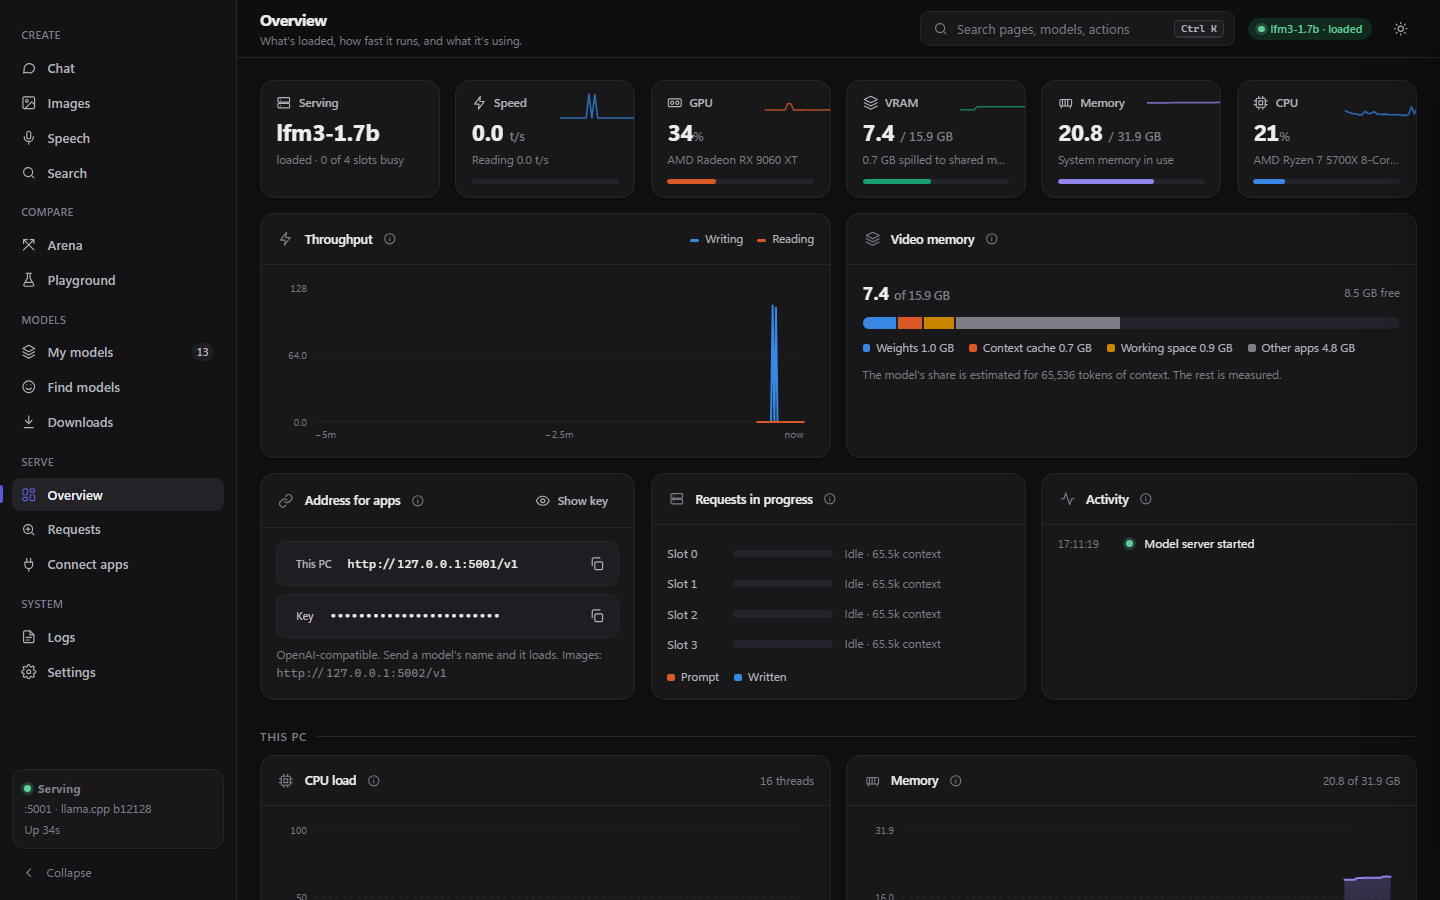 CREATE
Chat
Images
Speech
Search
COMPARE
Arena
Playground
MODELS
My models 13
Find models
Downloads
SERVE
Overview
Requests
Connect apps
SYSTEM
Logs
Settings
Serving
:5001 · llama.cpp b12128
Up 34s
Collapse
Overview
What's loaded, how fast it runs, and what it's using.
Search pages, models, actions Ctrl K
lfm3-1.7b · loaded
Serving
lfm3-1.7b
loaded · 0 of 4 slots busy
Speed
0.0 t/s
Reading 0.0 t/s
GPU
34%
AMD Radeon RX 9060 XT
VRAM
7.4 / 15.9 GB
0.7 GB spilled to shared m...
Memory
20.8 / 31.9 GB
System memory in use
CPU
21%
AMD Ryzen 7 5700X 8-Cor...
Throughput
Writing Reading
128
64.0
0.0
−5m −2.5m now
Video memory
7.4 of 15.9 GB 8.5 GB free
Weights 1.0 GB Context cache 0.7 GB Working space 0.9 GB Other apps 4.8 GB
The model's share is estimated for 65,536 tokens of context. The rest is measured.
Address for apps Show key
This PC http://127.0.0.1:5001/v1
Key ••••••••••••••••••••••••
OpenAI-compatible. Send a model's name and it loads. Images:
http://127.0.0.1:5002/v1
Requests in progress
Slot 0 Idle · 65.5k context
Slot 1 Idle · 65.5k context
Slot 2 Idle · 65.5k context
Slot 3 Idle · 65.5k context
Prompt Written
Activity
17:11:19 Model server started
THIS PC
CPU load 16 threads
100
50
Memory 20.8 of 31.9 GB
31.9
16.0